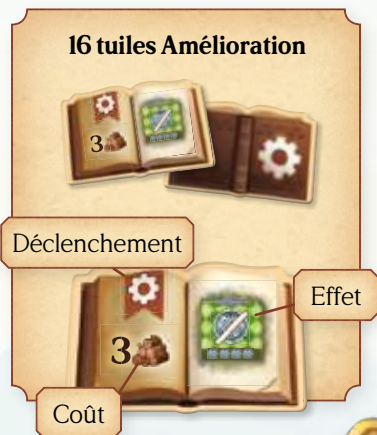 16 tuiles Amélioration
3
Déclenchement
Effet
3
Coût